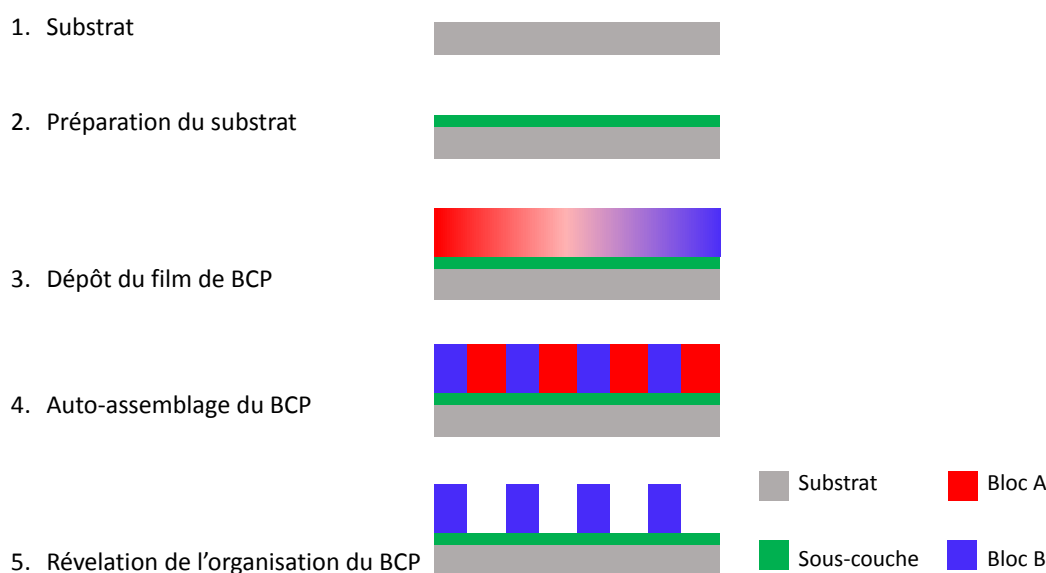 1. Substrat
2. Préparation du substrat
3. Dépôt du film de BCP
4. Auto-assemblage du BCP
5. Révelation de l'organisation du BCP
Substrat
Bloc A
Sous-couche
Bloc B